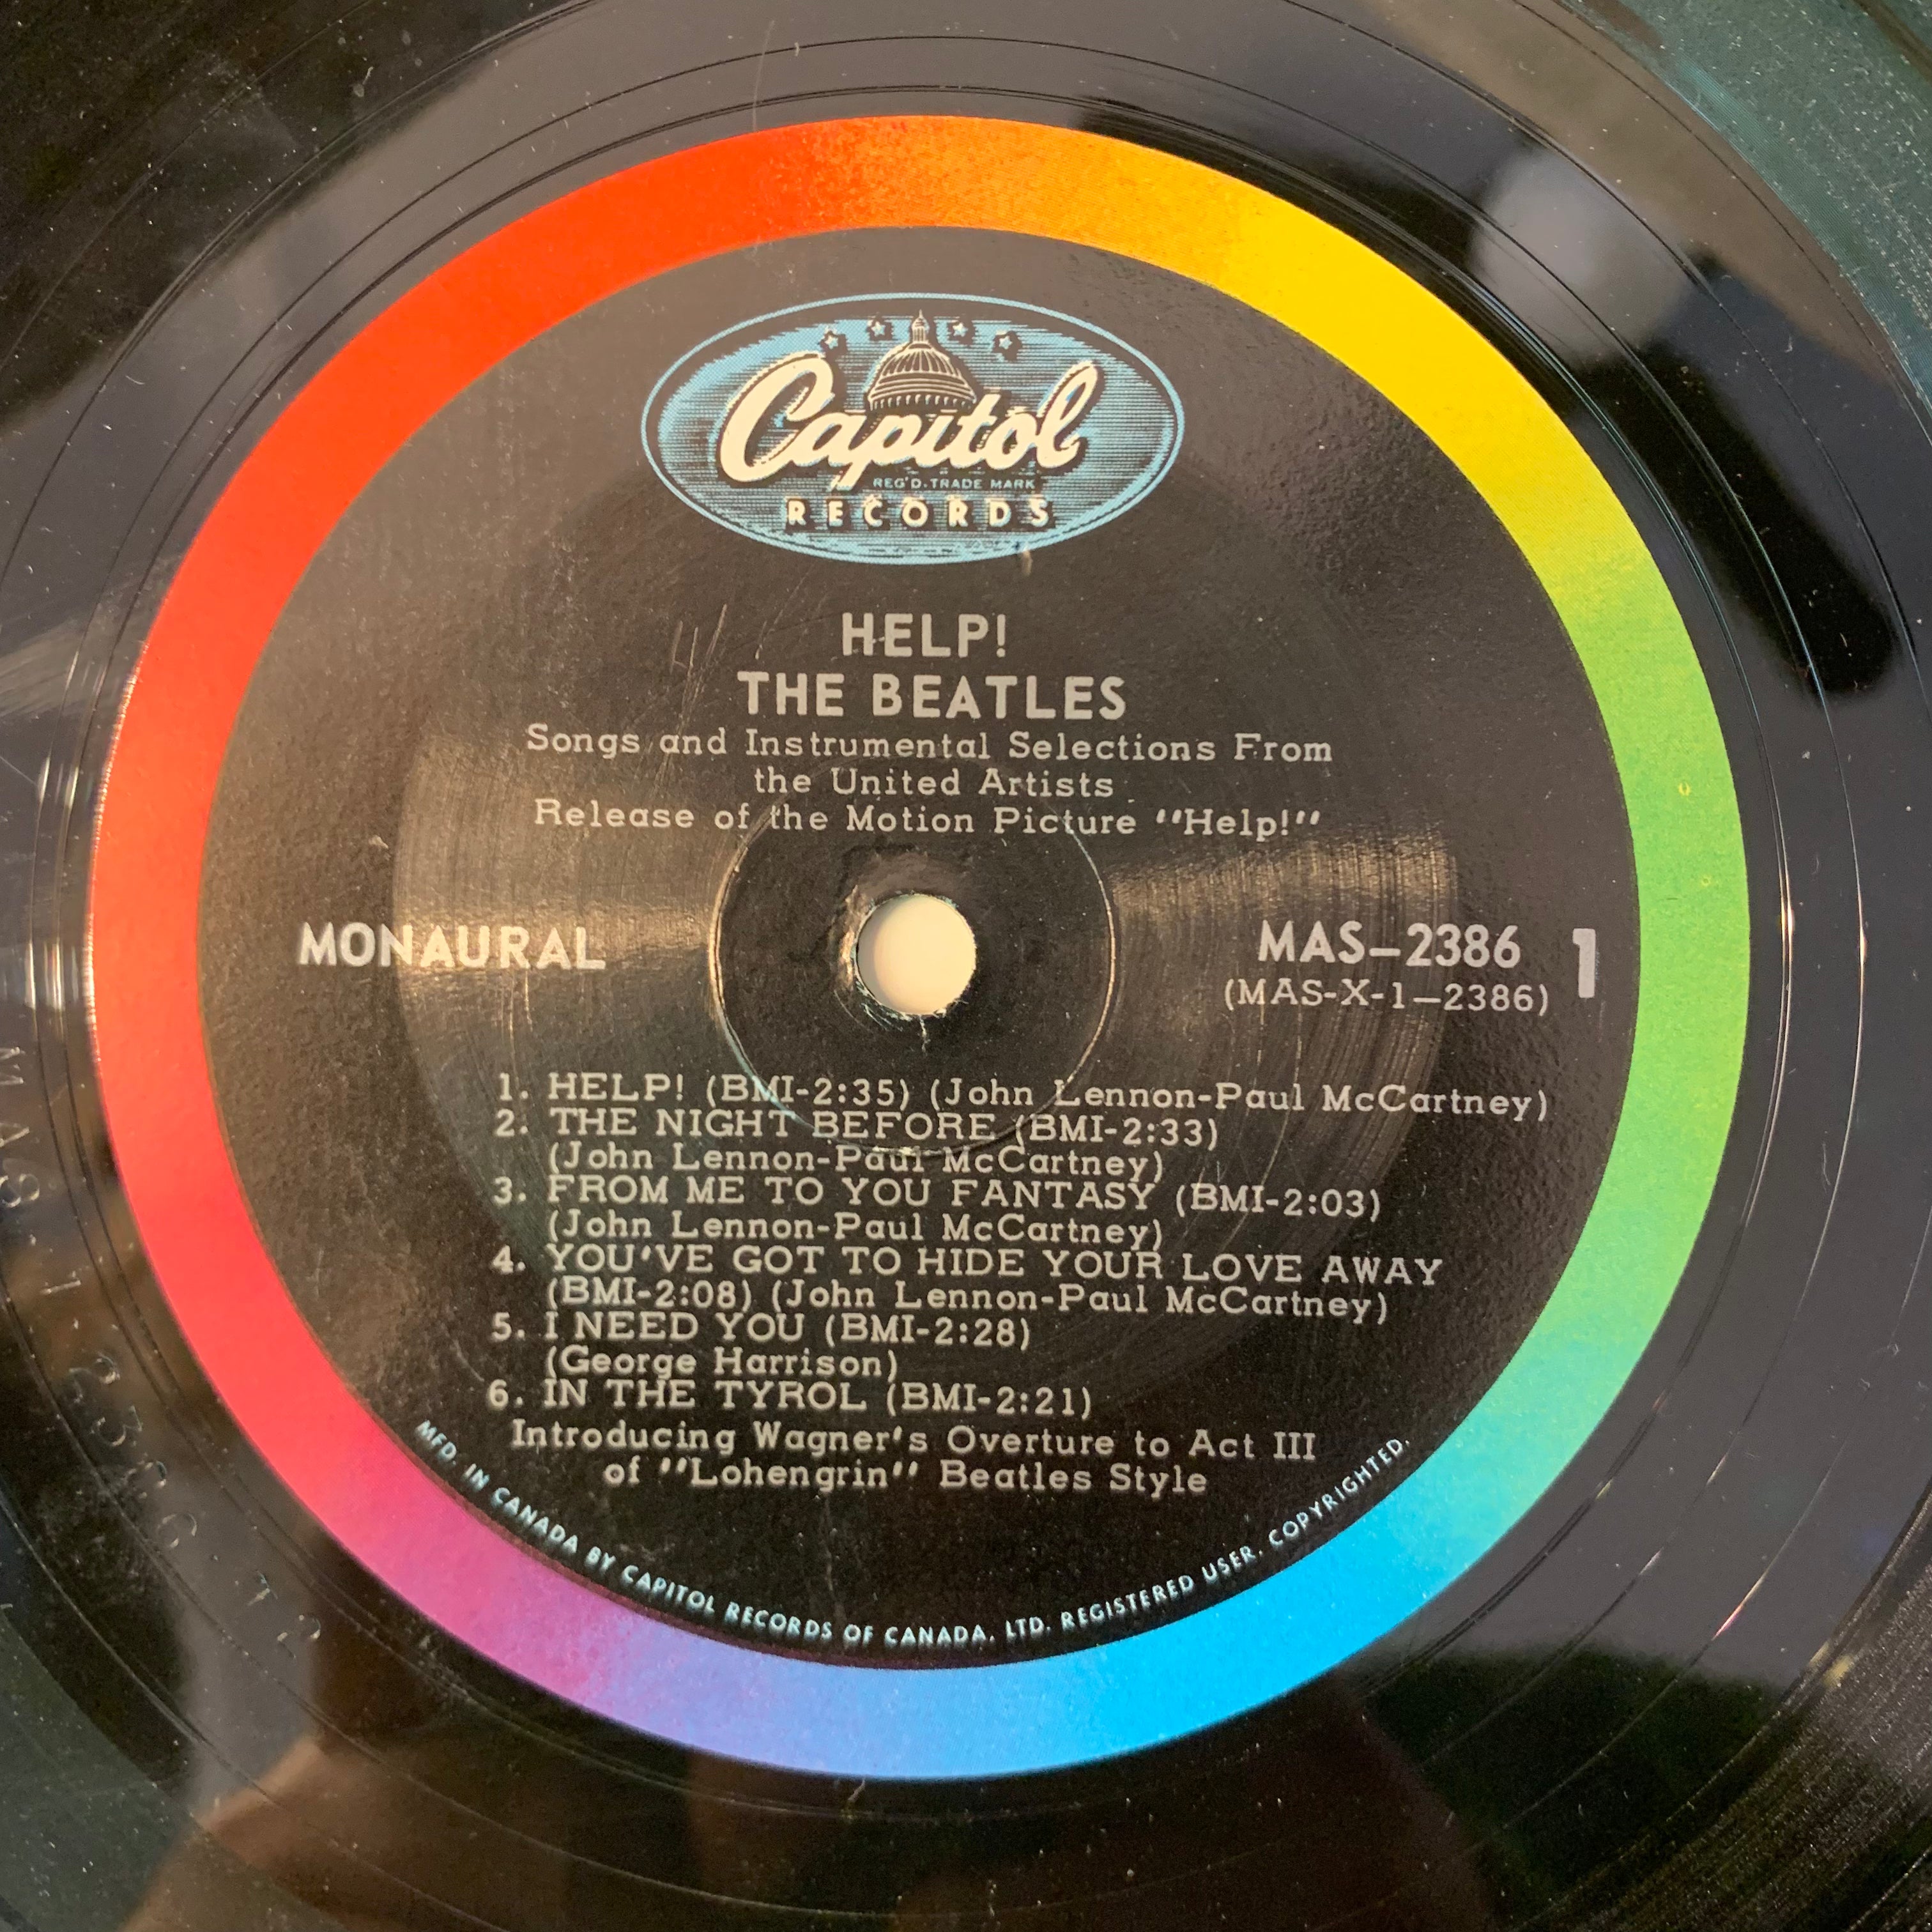 Capitol
REG'D. TRADE MARK
RECORDS
HELP!
THE BEATLES
Songs and Instrumental Selections From
the United Artists
Release of the Motion Picture "Help!"
MONAURAL
MAS-2386 1
(MAS-X-1-2386)
1. HELP! (BMI-2:35) (John Lennon-Paul McCartney)
2. THE NIGHT BEFORE (BMI-2:33)
(John Lennon-Paul McCartney)
3. FROM ME TO YOU FANTASY (BMI-2:03)
(John Lennon-Paul McCartney)
4. YOU'VE GOT TO HIDE YOUR LOVE AWAY
(BMI-2:08) (John Lennon-Paul McCartney)
5. I NEED YOU (BMI-2:28)
(George Harrison)
6. IN THE TYROL (BMI-2:21)
Introducing Wagner's Overture to Act III
of "Lohengrin" Beatles Style
MFD. IN CANADA BY CAPITOL RECORDS OF CANADA, LTD. REGISTERED USER. COPYRIGHTED.